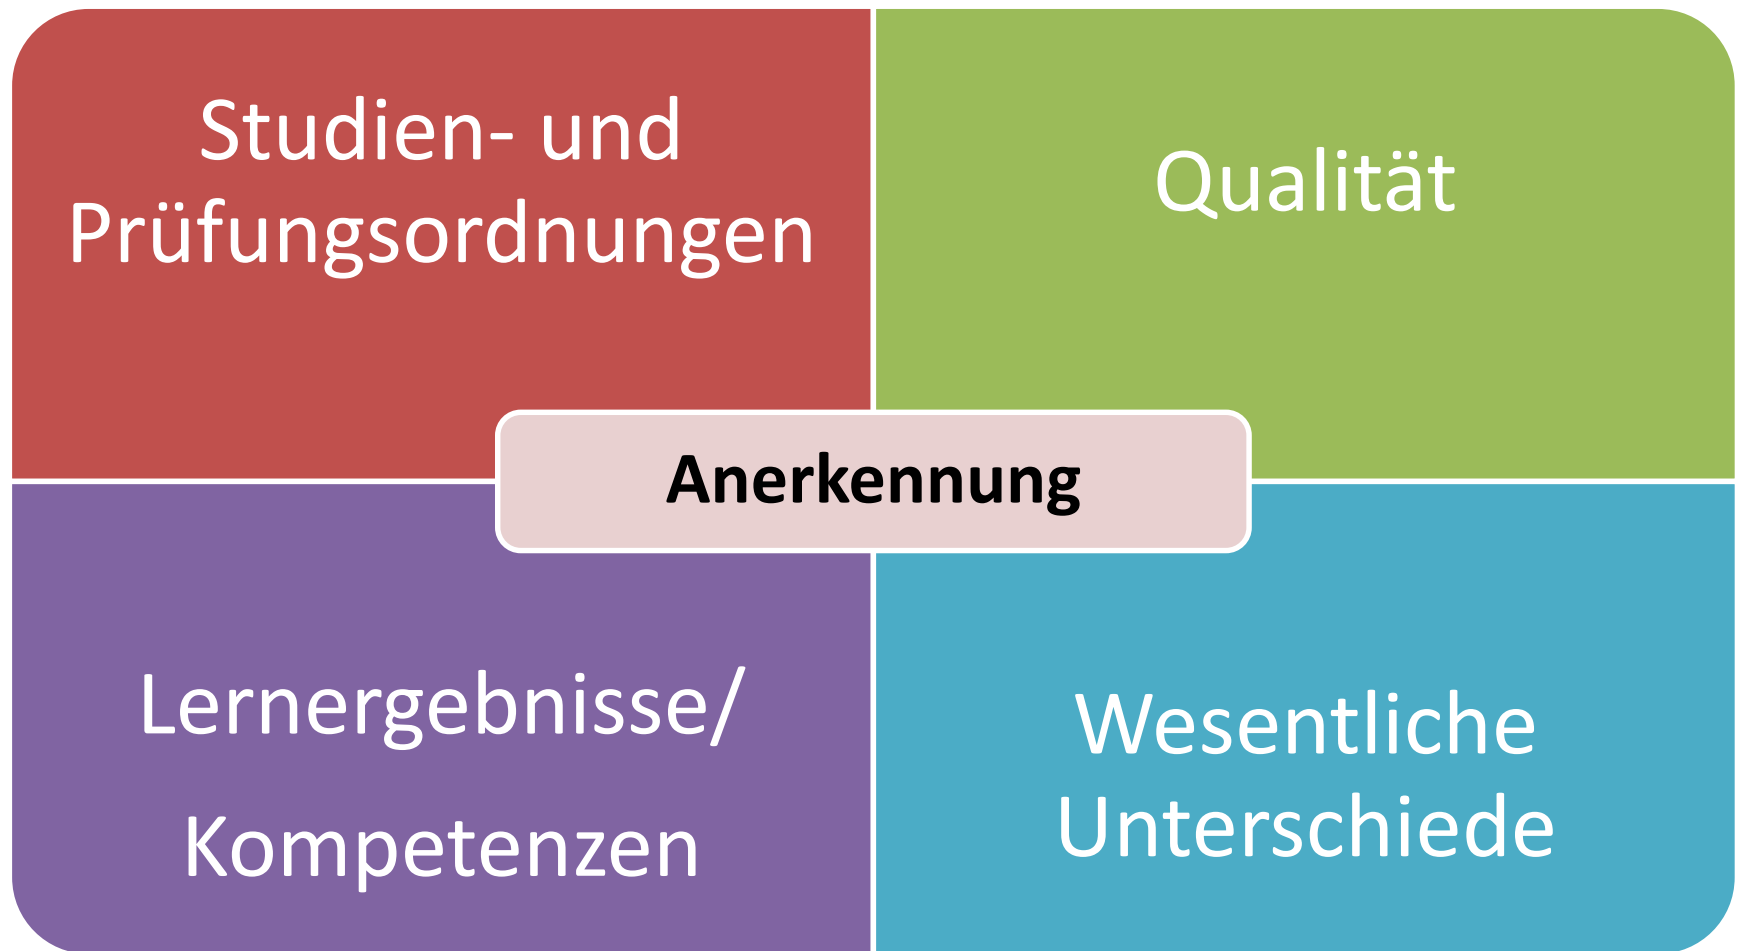 Studien- und
Prüfungsordnungen
Qualität
Anerkennung
Lernergebnisse/
Kompetenzen
Wesentliche
Unterschiede